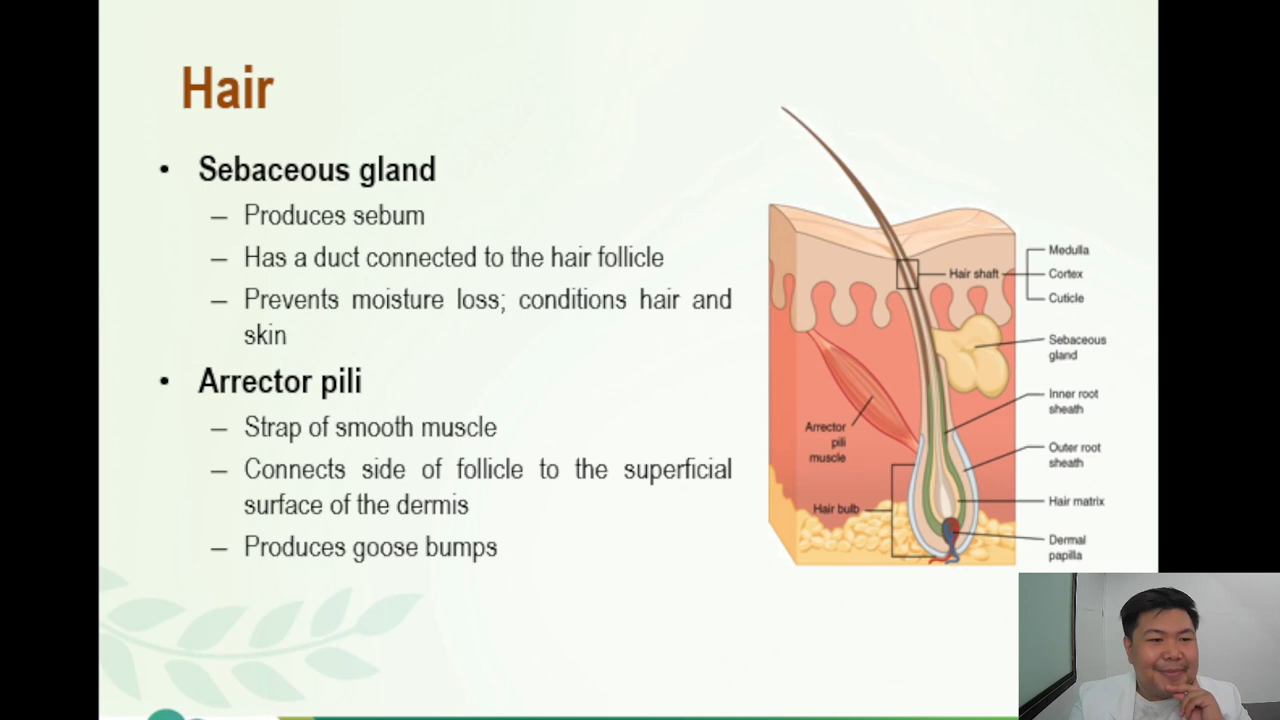 Hair
• Sebaceous gland
– Produces sebum
– Has a duct connected to the hair follicle
– Prevents moisture loss; conditions hair and
skin
• Arrector pili
– Strap of smooth muscle
– Connects side of follicle to the superficial
surface of the dermis
– Produces goose bumps
Medulla
Hair shaft
Cortex
Cuticle
Sebaceous
gland
Inner root
sheath
Arrector
pili
muscle
Outer root
sheath
Hair matrix
Hair bulb
Dermal
papilla